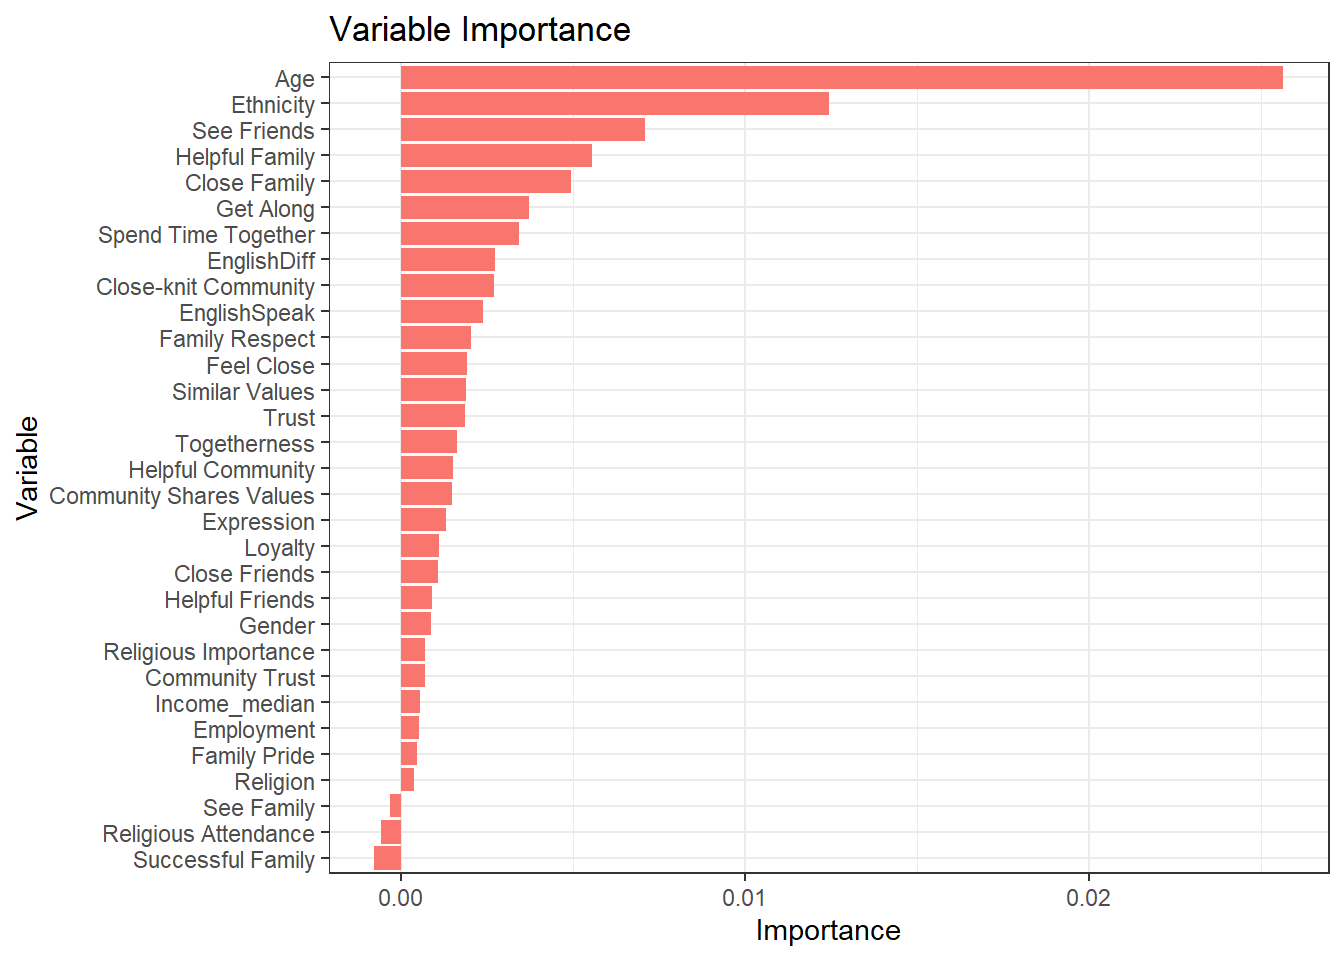 Variable Importance
Age
Ethnicity
See Friends
Helpful Family
Close Family
Get Along
Spend Time Together
EnglishDiff
Close-knit Community
EnglishSpeak
Family Respect
Feel Close
Similar Values
Trust
Togetherness
Helpful Community
Community Shares Values
Expression
Loyalty
Close Friends
Helpful Friends
Gender
Religious Importance
Community Trust
Income_median
Employment
Family Pride
Religion
See Family
Religious Attendance
Successful Family
Variable
0.00 0.01 0.02
Importance